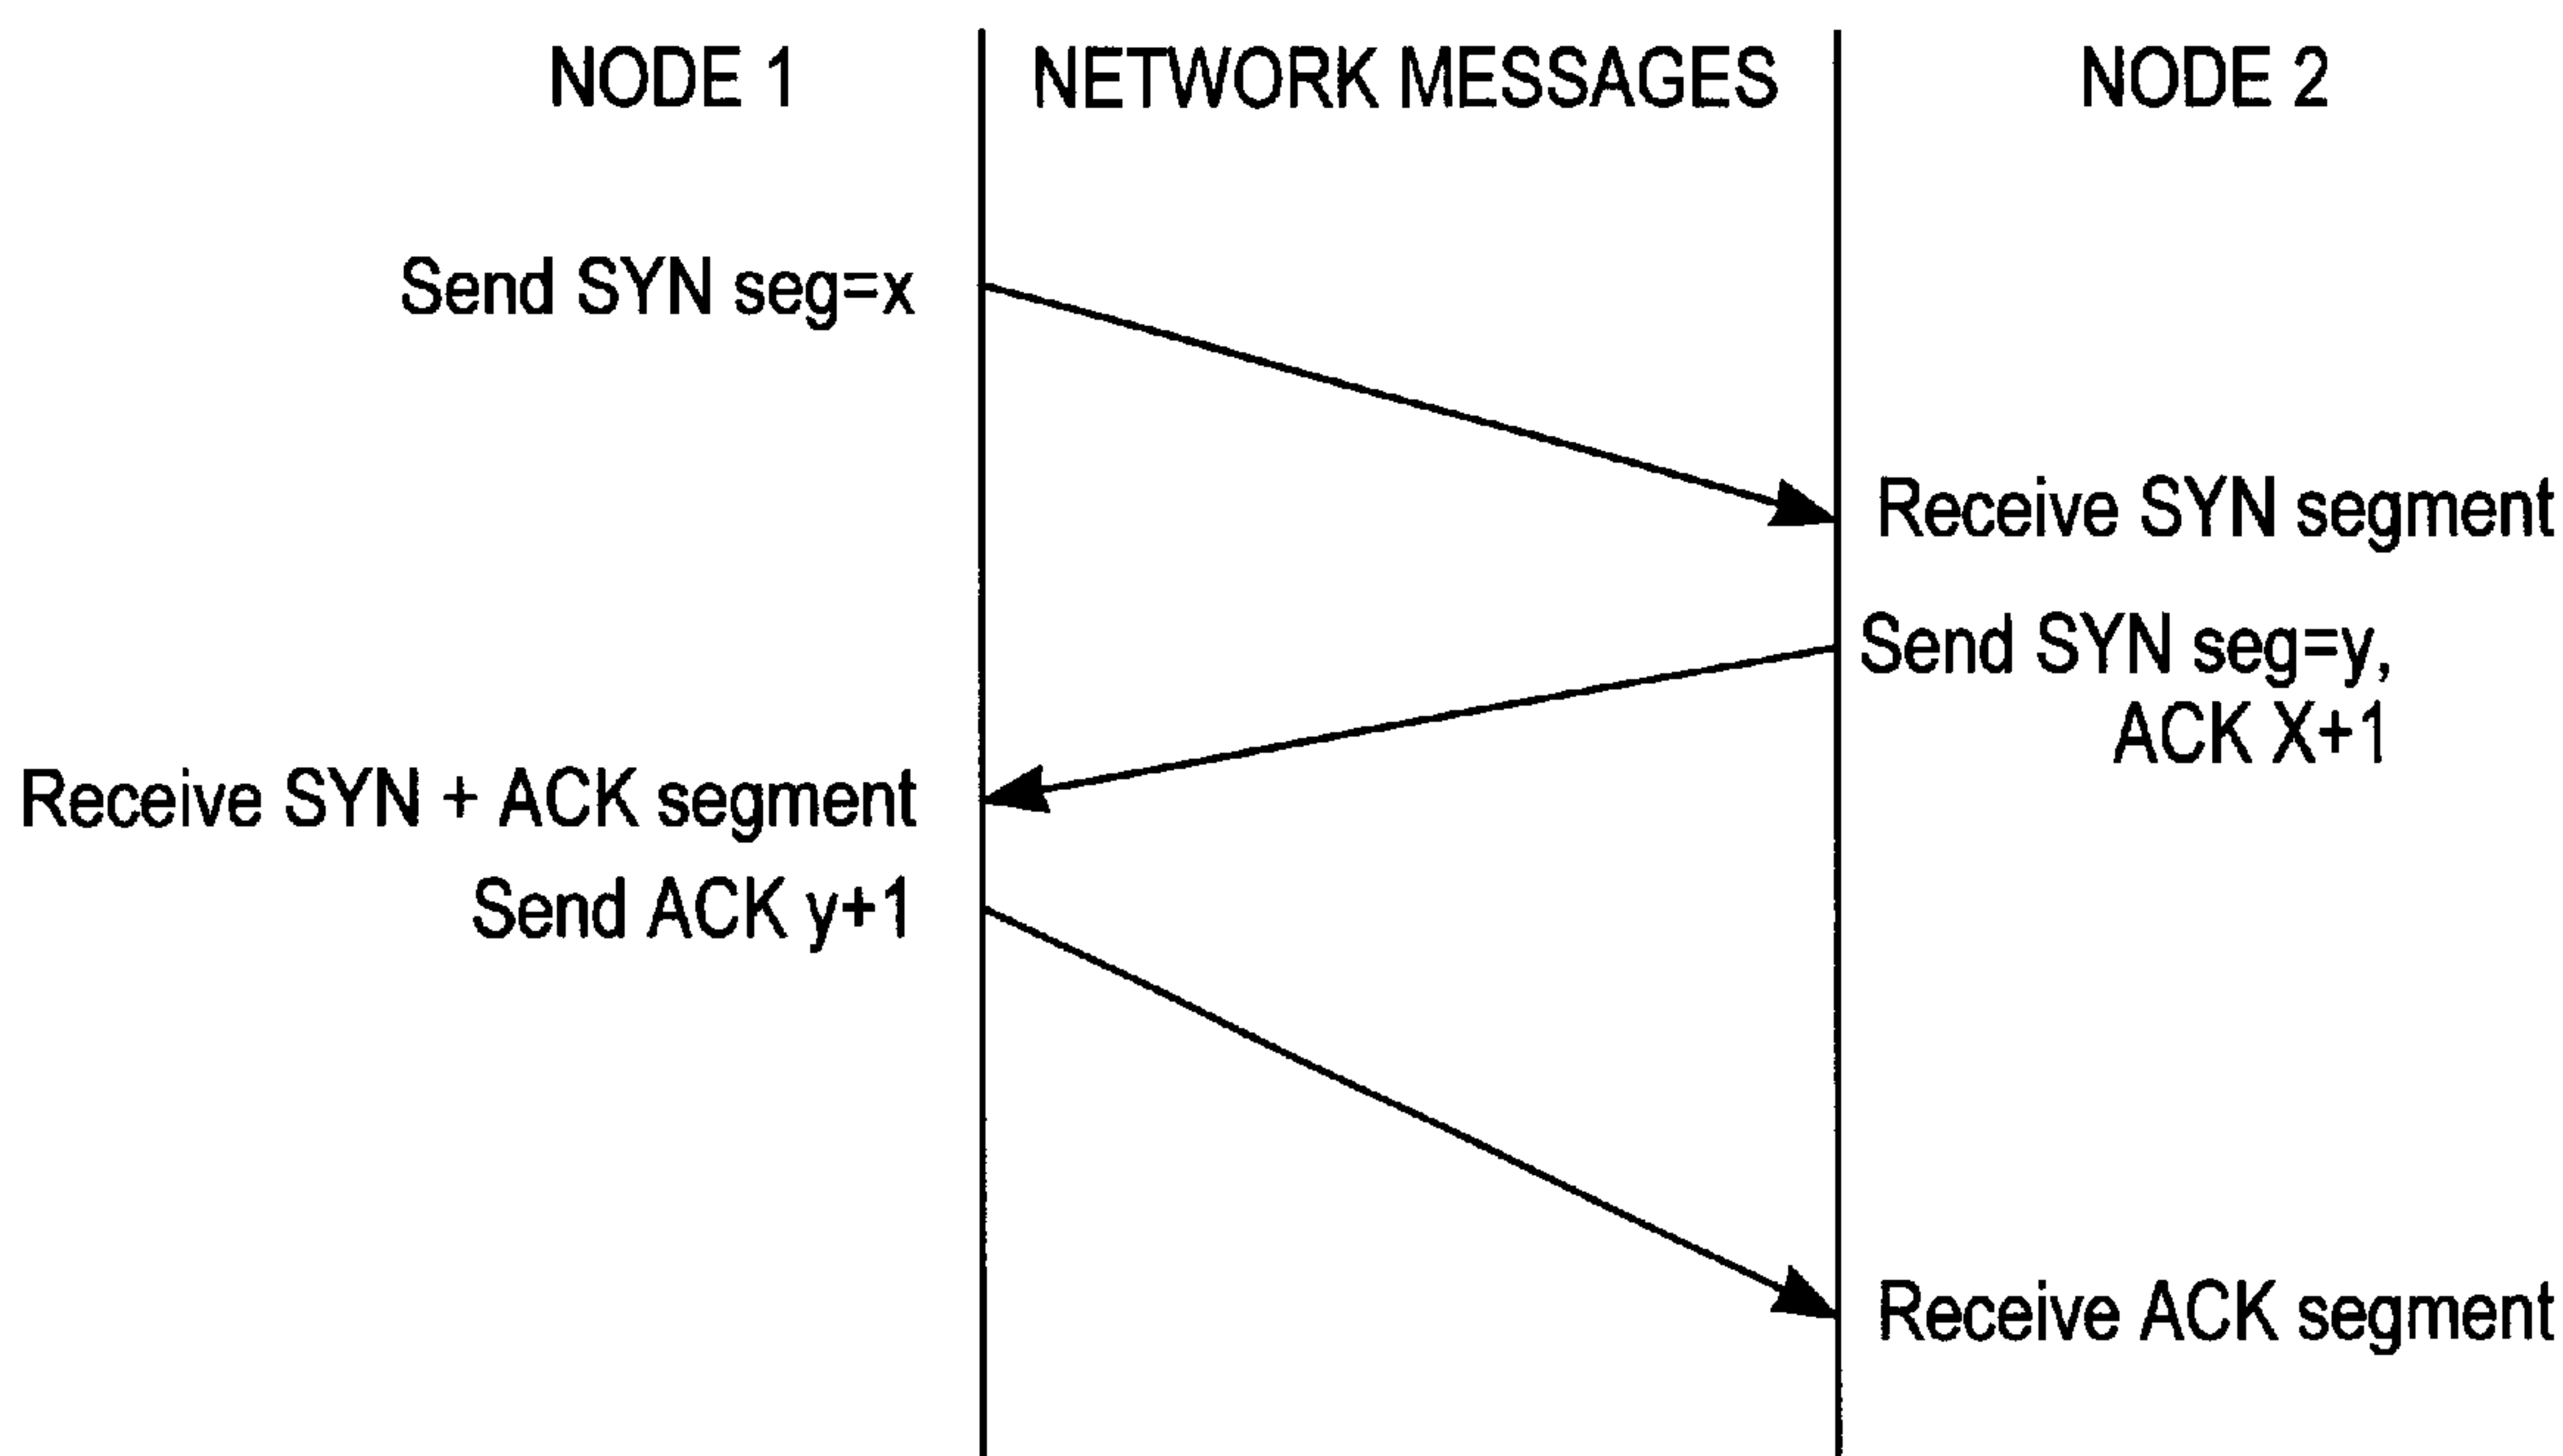 NODE 1
NETWORK MESSAGES
NODE 2
Send SYN seg=x
Receive SYN segment
Send SYN seg=y,
ACK X+1
Receive SYN + ACK segment
Send ACK y+1
Receive ACK segment